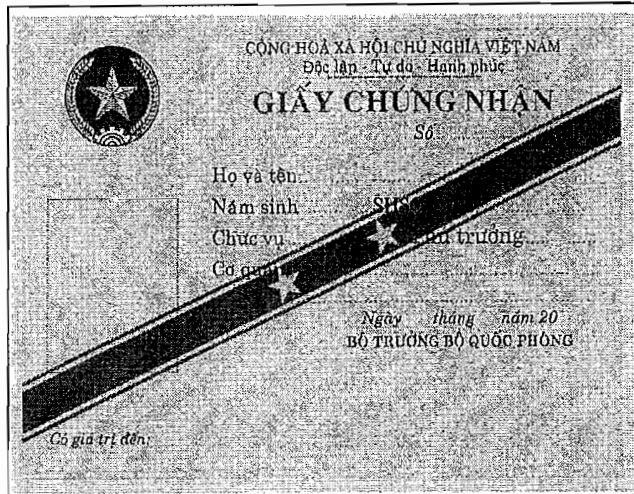 CỘNG HOÀ XÃ HỘI CHỦ NGHĨA VIỆT NAM
Độc lập - Tự do - Hạnh phúc
GIẤY CHỨNG NHẬN
Số
Họ và tên
Năm sinh
Chức vụ trưởng
Cơ
Ngày tháng năm 20
BỘ TRƯỞNG BỘ QUỐC PHÒNG
Có giá trị đến: